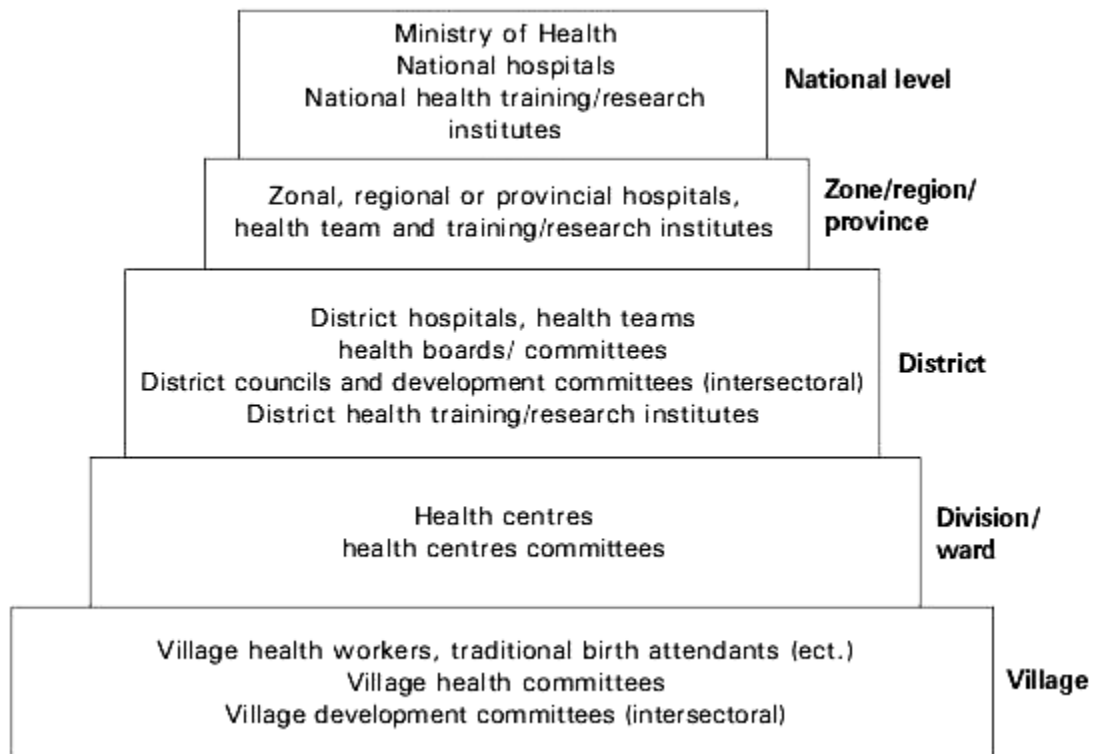 Ministry of Health
National hospitals
National health training/research
institutes
National level
Zonal, regional or provincial hospitals,
health team and training/research institutes
Zone/region/
province
District hospitals, health teams
health boards/ committees
District councils and development committees (intersectoral)
District health training/research institutes
District
Health centres
health centres committees
Division/
ward
Village health workers, traditional birth attendants (ect.)
Village health committees
Village development committees (intersectoral)
Village